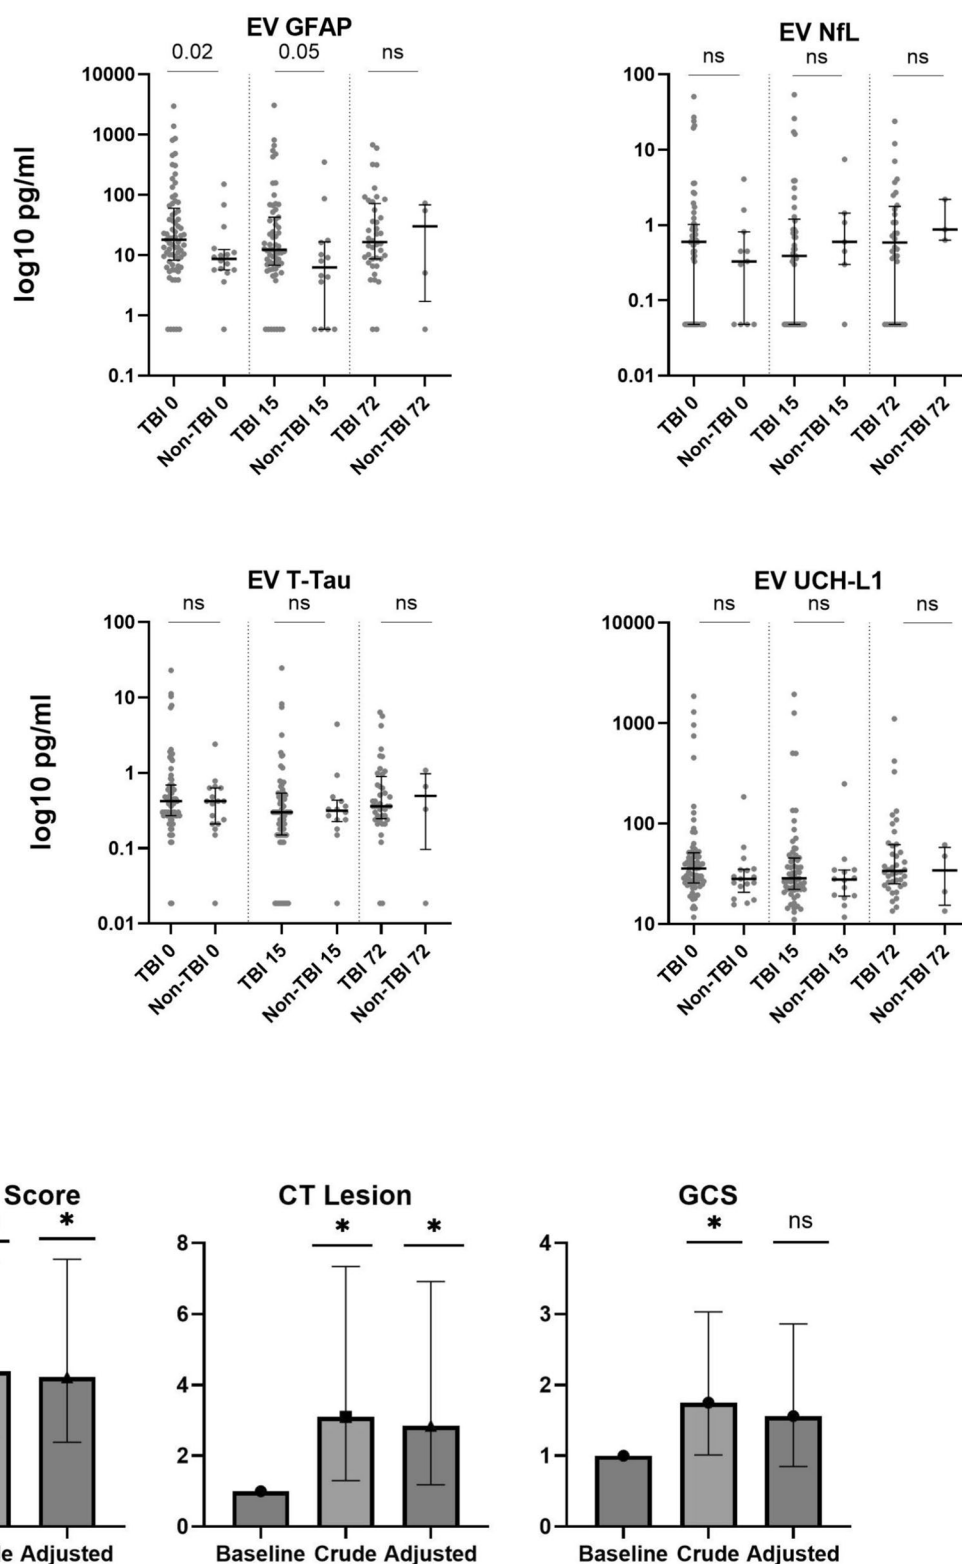 EV GFAP
0.02
0.05
ns
log10 pg/ml
10000
1000
100
10
1
0.1
TBI 0
Non-TBI 0
TBI 15
Non-TBI 15
TBI 72
Non-TBI 72
EV NfL
ns
ns
ns
100
10
1
0.1
0.01
TBI 0
Non-TBI 0
TBI 15
Non-TBI 15
TBI 72
Non-TBI 72
EV T-Tau
ns
ns
ns
log10 pg/ml
100
10
1
0.1
0.01
TBI 0
Non-TBI 0
TBI 15
Non-TBI 15
TBI 72
Non-TBI 72
EV UCH-L1
ns
ns
ns
10000
1000
100
10
TBI 0
Non-TBI 0
TBI 15
Non-TBI 15
TBI 72
Non-TBI 72
Score
*
Adjusted
CT Lesion
*
*
8
6
4
2
0
Baseline Crude Adjusted
GCS
*
ns
4
3
2
1
0
Baseline Crude Adjusted